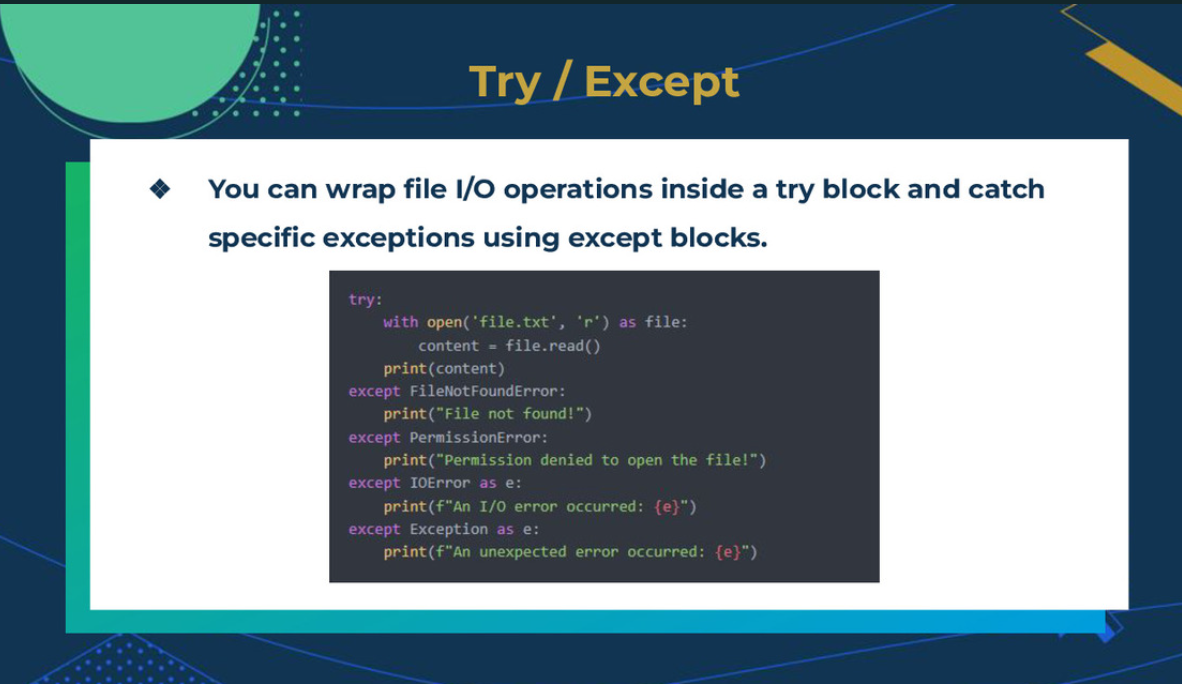 Try / Except
❖ You can wrap file I/O operations inside a try block and catch
specific exceptions using except blocks.
try:
    with open('file.txt', 'r') as file:
        content = file.read()
    print(content)
except FileNotFoundError:
    print("File not found!")
except PermissionError:
    print("Permission denied to open the file!")
except IOError as e:
    print(f"An I/O error occurred: {e}")
except Exception as e:
    print(f"An unexpected error occurred: {e}")